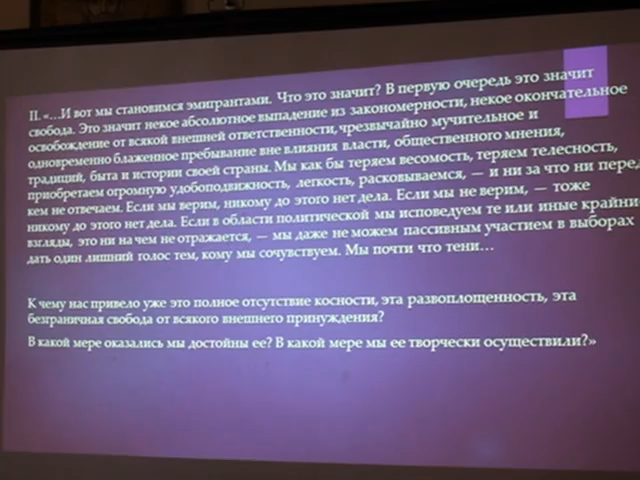 II. «...И вот мы становимся эмигрантами. Что это значит? В первую очередь это значит
свобода. Это значит некое абсолютное выпадение из закономерности, некое окончательное
освобождение от всякой внешней ответственности, чрезвычайно мучительное и
одновременно блаженное пребывание вне влияния власти, общественного мнения,
традиций, быта и истории своей страны. Мы как бы теряем весомость, теряем телесность,
приобретаем огромную удобоподвижность, легкость, расковываемся, — и ни за что ни перед
кем не отвечаем. Если мы верим, никому до этого нет дела. Если мы не верим, — тоже
никому до этого нет дела. Если в области политической мы исповедуем те или иные крайние
взгляды, это ни на чем не отражается, — мы даже не можем пассивным участием в выборах
дать один лишний голос тем, кому мы сочувствуем. Мы почти что тени...
К чему нас привело уже это полное отсутствие косности, эта развоплощенность, эта
безграничная свобода от всякого внешнего принуждения?
В какой мере оказались мы достойны ее? В какой мере мы ее творчески осуществили?»